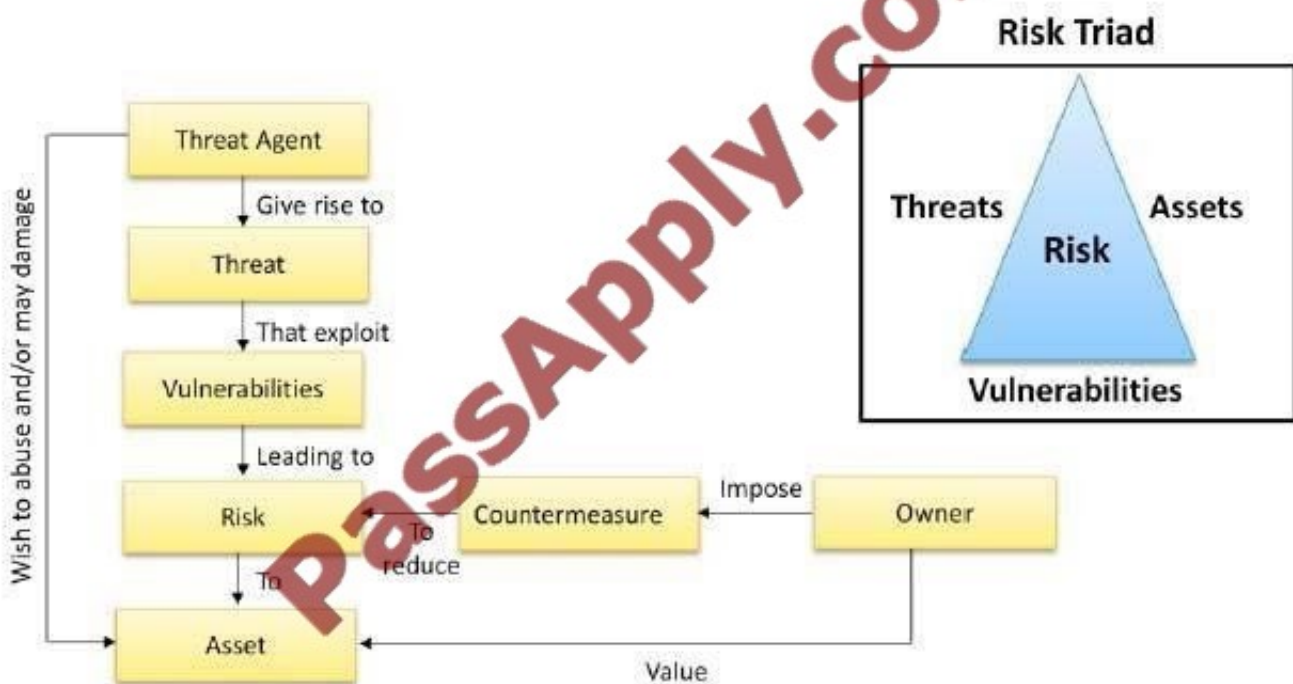 Risk Triad
Threats
Assets
Risk
Vulnerabilities
Threat Agent
Give rise to
Threat
That exploit
Vulnerabilities
Leading to
Risk
To
reduce
Countermeasure
Impose
Owner
To
Asset
Value
Wish to abuse and/or may damage
PassApply.co